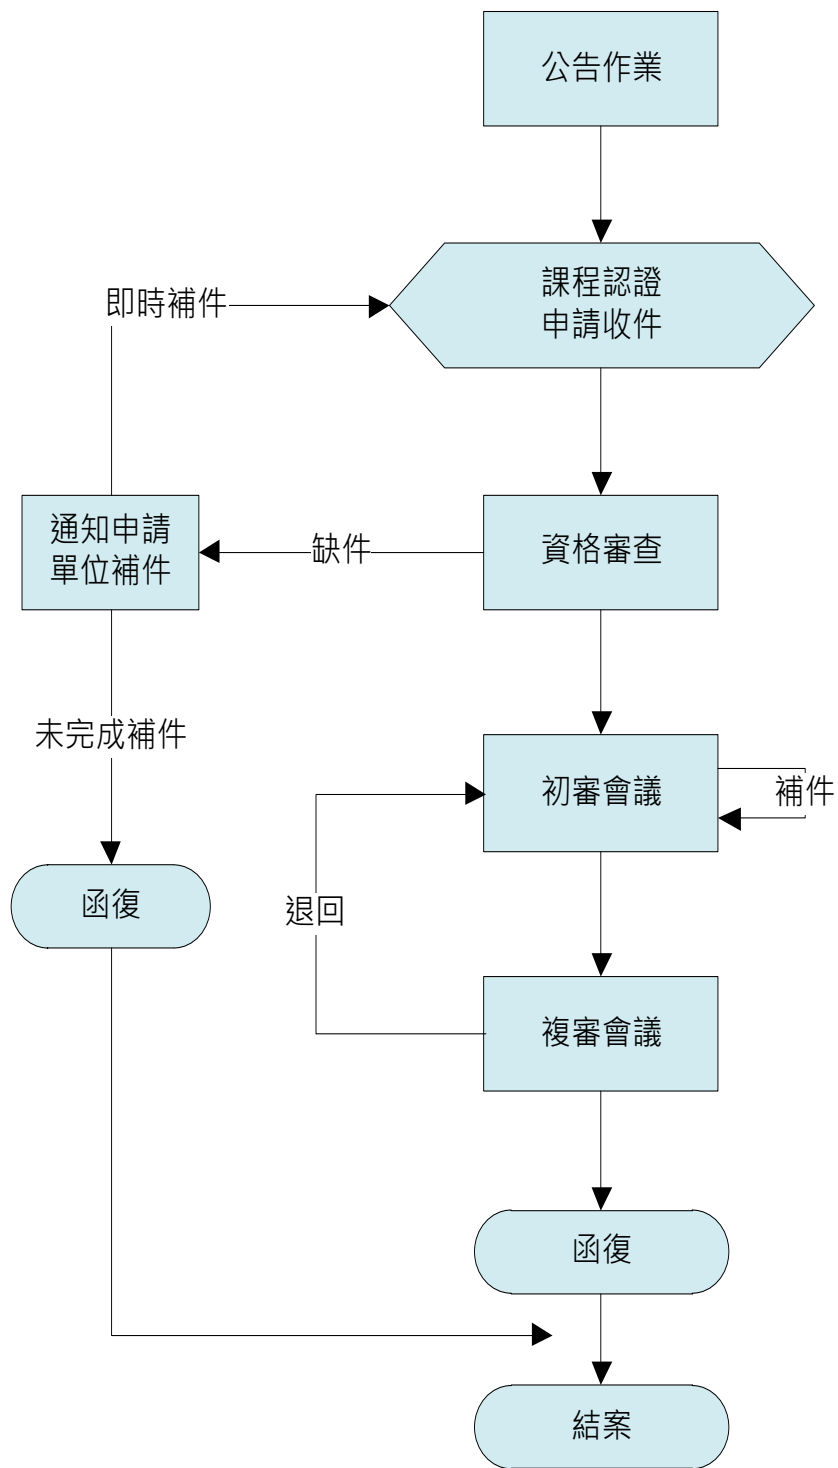 公告作業
課程認證
申請收件
即時補件
通知申請
單位補件
缺件
資格審查
未完成補件
初審會議
補件
函復
退回
複審會議
函復
結案